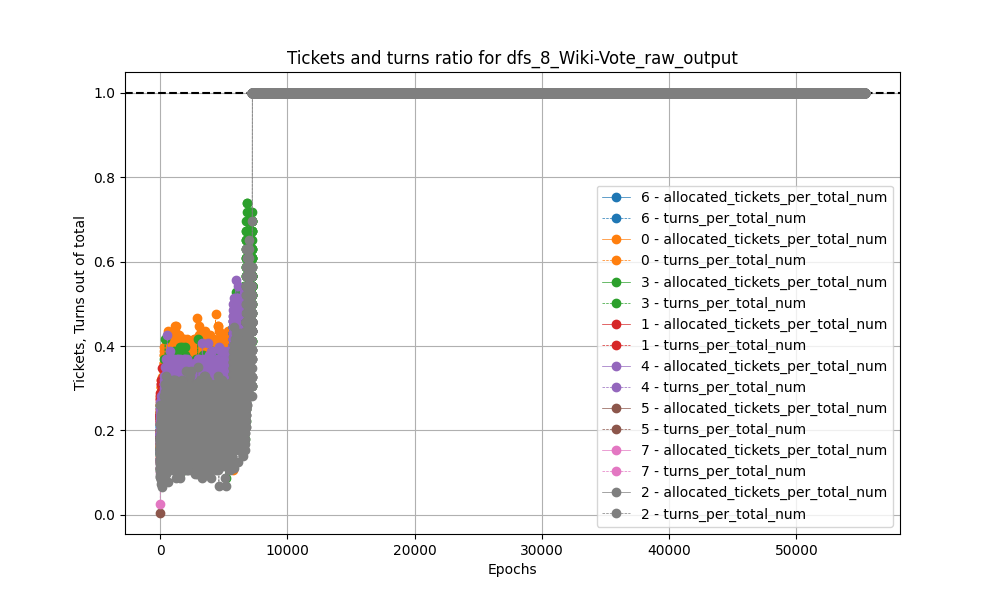 Tickets and turns ratio for dfs_8_Wiki-Vote_raw_output
Tickets, Turns out of total
1.0
0.8
0.6
0.4
0.2
0.0
6 - allocated_tickets_per_total_num
6 - turns_per_total_num
0 - allocated_tickets_per_total_num
0 - turns_per_total_num
3 - allocated_tickets_per_total_num
3 - turns_per_total_num
1 - allocated_tickets_per_total_num
1 - turns_per_total_num
4 - allocated_tickets_per_total_num
4 - turns_per_total_num
5 - allocated_tickets_per_total_num
5 - turns_per_total_num
7 - allocated_tickets_per_total_num
7 - turns_per_total_num
2 - allocated_tickets_per_total_num
2 - turns_per_total_num
0 10000 20000 30000 40000 50000
Epochs